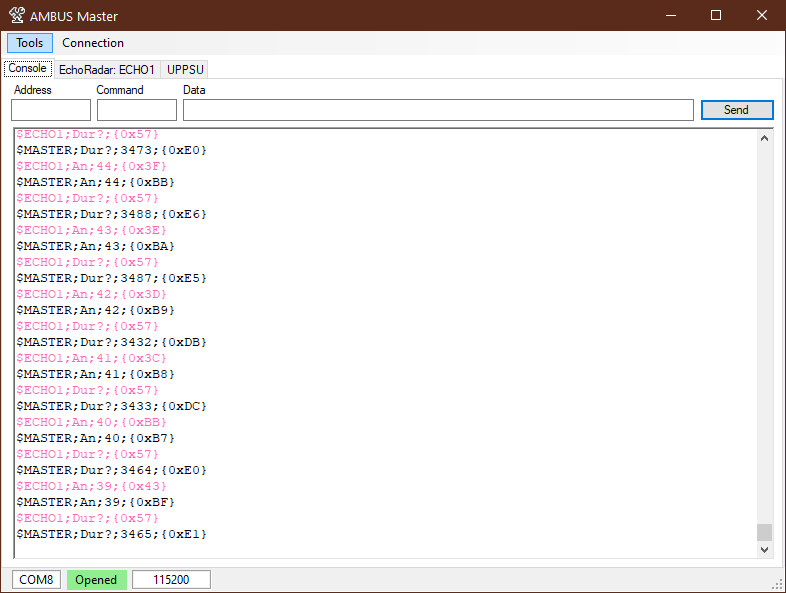 AMBUS Master
Tools Connection
Console EchoRadar: ECHO1 UPPSU
Address Command Data
Send
$ECHO1;Dur?;{0x57}
$MASTER;Dur?;3473;{0xE0}
$ECHO1;An;44;{0x3F}
$MASTER;An;44;{0xBB}
$ECHO1;Dur?;{0x57}
$MASTER;Dur?;3488;{0xE6}
$ECHO1;An;43;{0x3E}
$MASTER;An;43;{0xBA}
$ECHO1;Dur?;{0x57}
$MASTER;Dur?;3487;{0xE5}
$ECHO1;An;42;{0x3D}
$MASTER;An;42;{0xB9}
$ECHO1;Dur?;{0x57}
$MASTER;Dur?;3432;{0xDB}
$ECHO1;An;41;{0x3C}
$MASTER;An;41;{0xB8}
$ECHO1;Dur?;{0x57}
$MASTER;Dur?;3433;{0xDC}
$ECHO1;An;40;{0xBB}
$MASTER;An;40;{0xB7}
$ECHO1;Dur?;{0x57}
$MASTER;Dur?;3464;{0xE0}
$ECHO1;An;39;{0x43}
$MASTER;An;39;{0xBF}
$ECHO1;Dur?;{0x57}
$MASTER;Dur?;3465;{0xE1}
COM8 Opened 115200